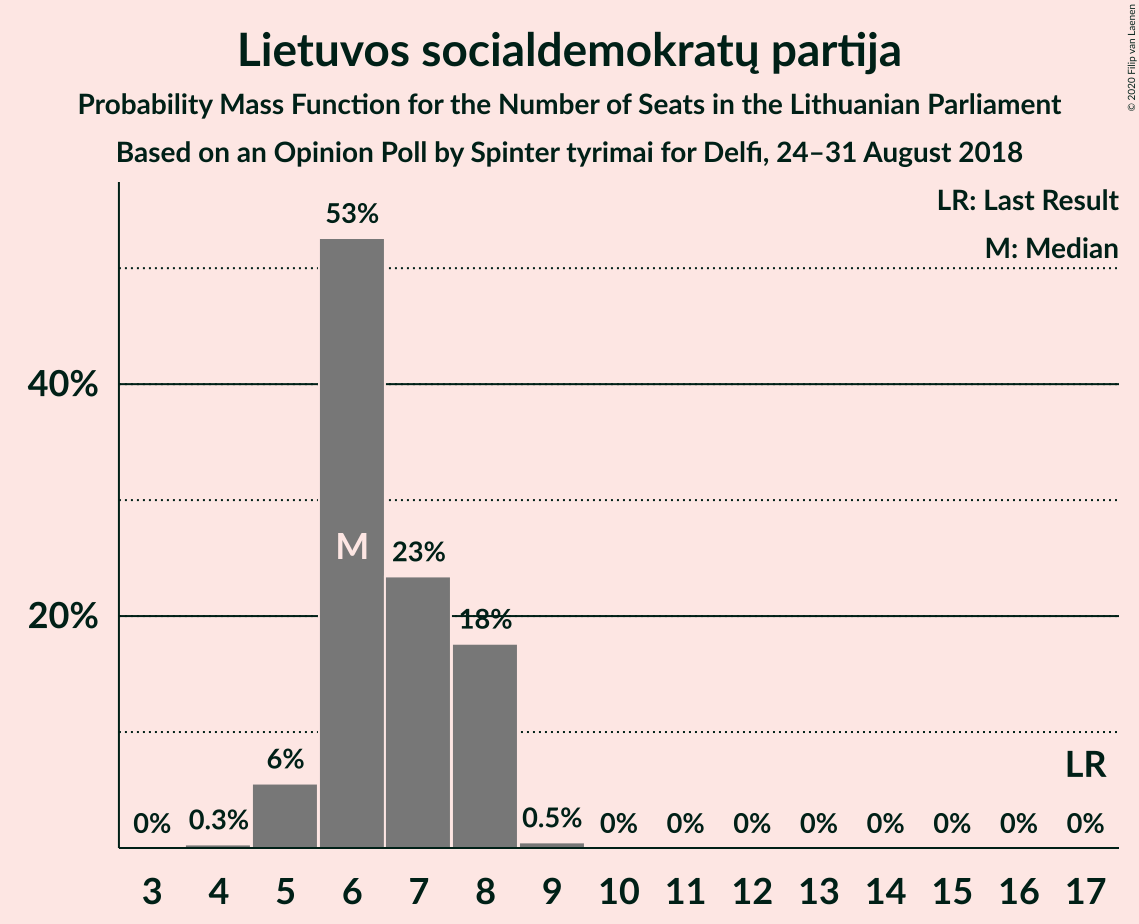 Lietuvos socialdemokratų partija
Probability Mass Function for the Number of Seats in the Lithuanian Parliament
Based on an Opinion Poll by Spinter tyrimai for Delfi, 24–31 August 2018
© 2020 Filip van Laenen
LR: Last Result
M: Median
53%
40%
M
23%
20%
18%
6%
LR
0% 0.3% 0.5% 0% 0% 0% 0% 0% 0% 0% 0%
3 4 5 6 7 8 9 10 11 12 13 14 15 16 17